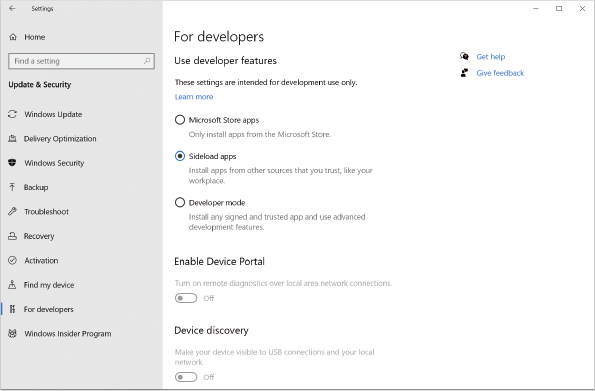 Settings
Home
Find a setting
Update & Security
Windows Update
Delivery Optimization
Windows Security
Backup
Troubleshoot
Recovery
Activation
Find my device
For developers
Windows Insider Program
For developers
Use developer features
These settings are intended for development use only.
Learn more
Microsoft Store apps
Only install apps from the Microsoft Store.
Sideload apps
Install apps from other sources that you trust, like your
workplace.
Developer mode
Install any signed and trusted app and use advanced
development features.
Enable Device Portal
Turn on remote diagnostics over local area network connections.
Off
Device discovery
Make your device visible to USB connections and your local
network.
Off
Get help
Give feedback